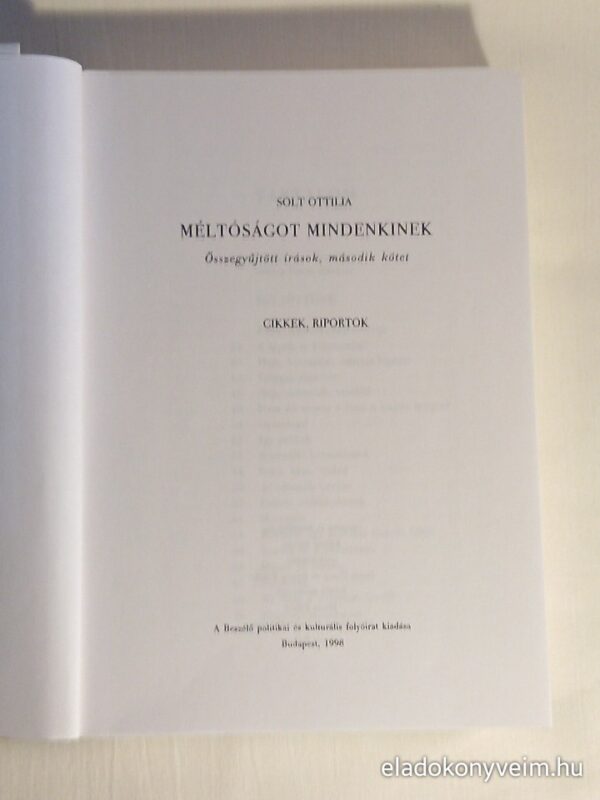 SOLT OTTILIA
MÉLTÓSÁGOT MINDENKINEK
Összegyűjtött írások, második kötet
CIKKEK, RIPORTOK
A Beszélő politikai és kulturális folyóirat kiadása
Budapest, 1998
eladokonyveim.hu